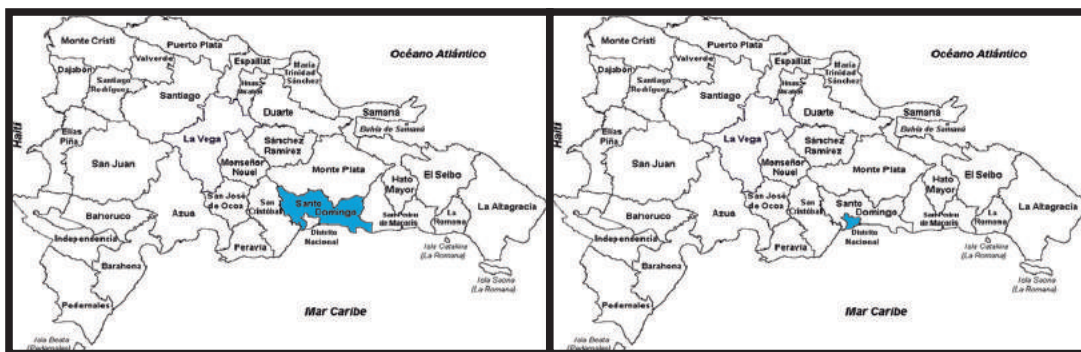 Monte Cristi
Puerto Plata
Océano Atlántico
Valverde
Espaillat
María
Trinidad
Sánchez
Dajabón
Santiago
Rodríguez
Santiago
Duarte
Samaná
Bahía de Samaná
Haití
Elías
Piña
La Vega
Sánchez
Ramírez
San Juan
Monseñor
Nouel
Monte Plata
Hato
Mayor
El Seibo
San José
de Ocoa
San
Cristóbal
Santo
Domingo
La Altagracia
Bahoruco
Azua
San Pedro
de Macorís
La
Romana
Distrito
Nacional
Independencia
Peravia
Isla Catalina
(La Romana)
Barahona
Isla Saona
(La Romana)
Pedernales
Mar Caribe
Isla Beata
(Pedernales)
Monte Cristi
Puerto Plata
Océano Atlántico
Valverde
Espaillat
María
Trinidad
Sánchez
Dajabón
Santiago
Rodríguez
Santiago
Duarte
Samaná
Bahía de Samaná
Haití
Elías
Piña
La Vega
Sánchez
Ramírez
San Juan
Monseñor
Nouel
Monte Plata
Hato
Mayor
El Seibo
San José
de Ocoa
San
Cristóbal
Santo
Domingo
La Altagracia
Bahoruco
Azua
San Pedro
de Macorís
La
Romana
Distrito
Nacional
Independencia
Peravia
Isla Catalina
(La Romana)
Barahona
Isla Saona
(La Romana)
Pedernales
Mar Caribe
Isla Beata
(Pedernales)